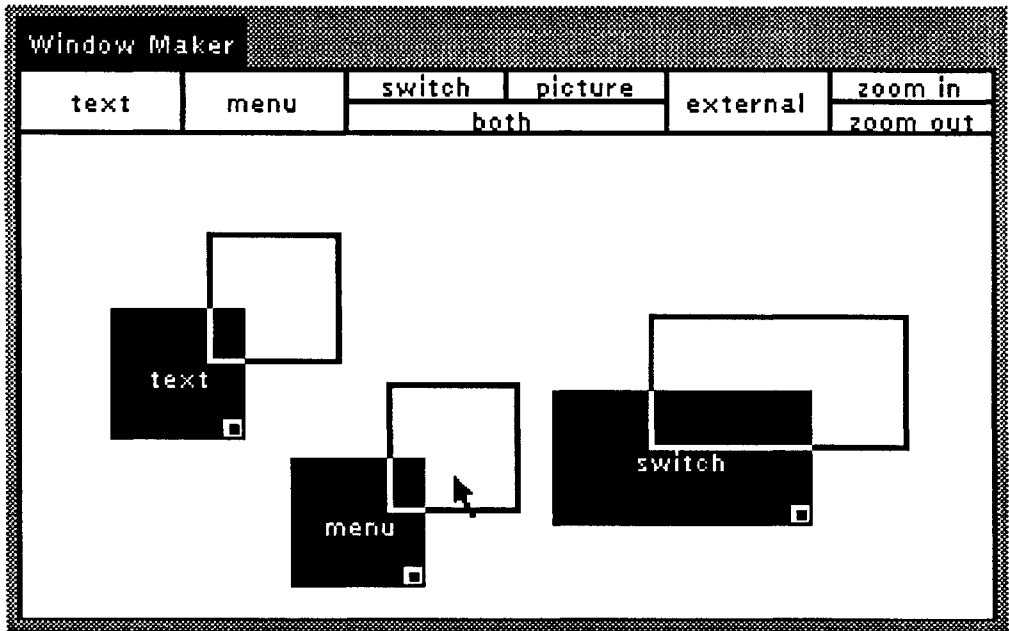 Window Maker
text menu switch picture external zoom in
both zoom out
text
switch
menu